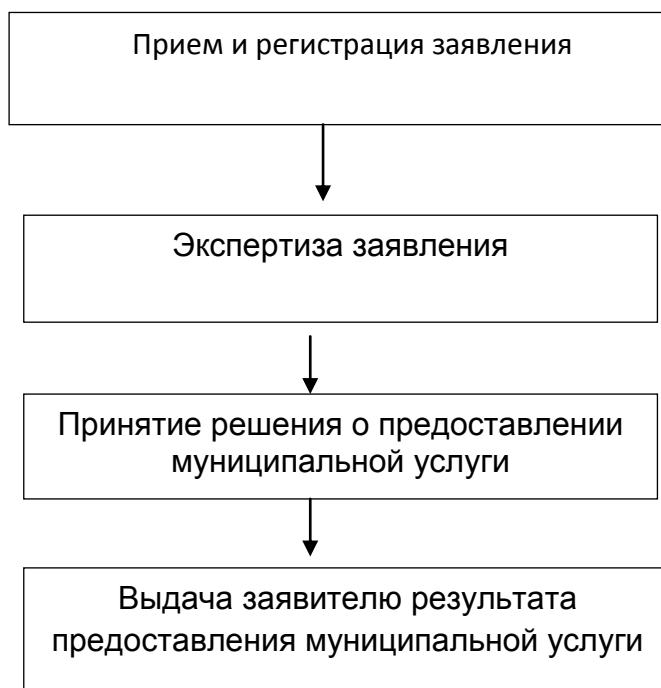 Прием и регистрация заявления
Экспертиза заявления
Принятие решения о предоставлении
муниципальной услуги
Выдача заявителю результата
предоставления муниципальной услуги